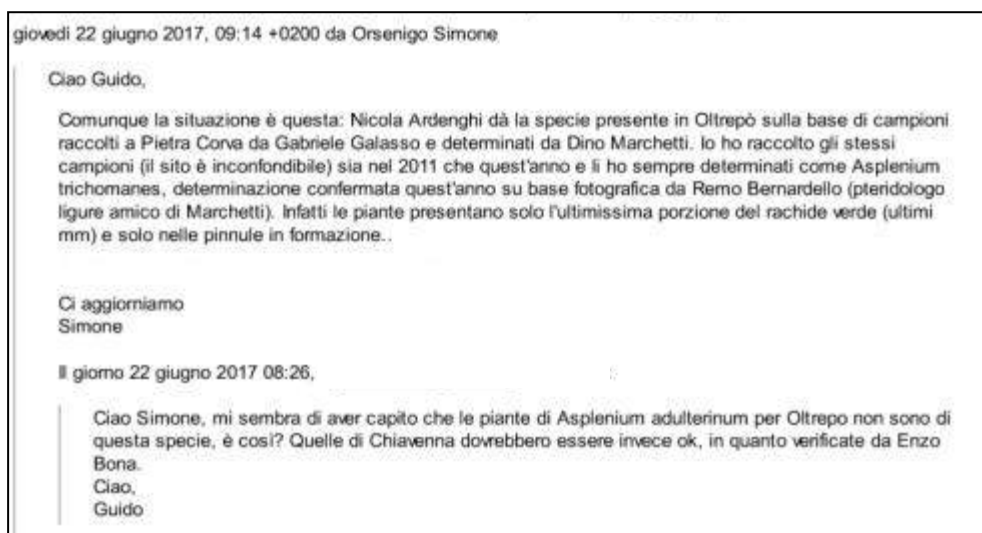 giovedì 22 giugno 2017, 09:14 +0200 da Orsenigo Simone
Ciao Guido,
Comunque la situazione è questa: Nicola Ardenghi dà la specie presente in Oltrepò sulla base di campioni
raccolti a Pietra Corva da Gabriele Galasso e determinati da Dino Marchetti. Io ho raccolto gli stessi
campioni (il sito è inconfondibile) sia nel 2011 che quest'anno e li ho sempre determinati come Asplenium
trichomanes, determinazione confermata quest'anno su base fotografica da Remo Bernardello (pteridologo
ligure amico di Marchetti). Infatti le piante presentano solo l'ultimissima porzione del rachide verde (ultimi
mm) e solo nelle pinnule in formazione..
Ci aggiorniamo
Simone
Il giorno 22 giugno 2017 08:26,
Ciao Simone, mi sembra di aver capito che le piante di Asplenium adulterinum per Oltrepo non sono di
questa specie, è così? Quelle di Chiavenna dovrebbero essere invece ok, in quanto verificate da Enzo
Bona.
Ciao,
Guido